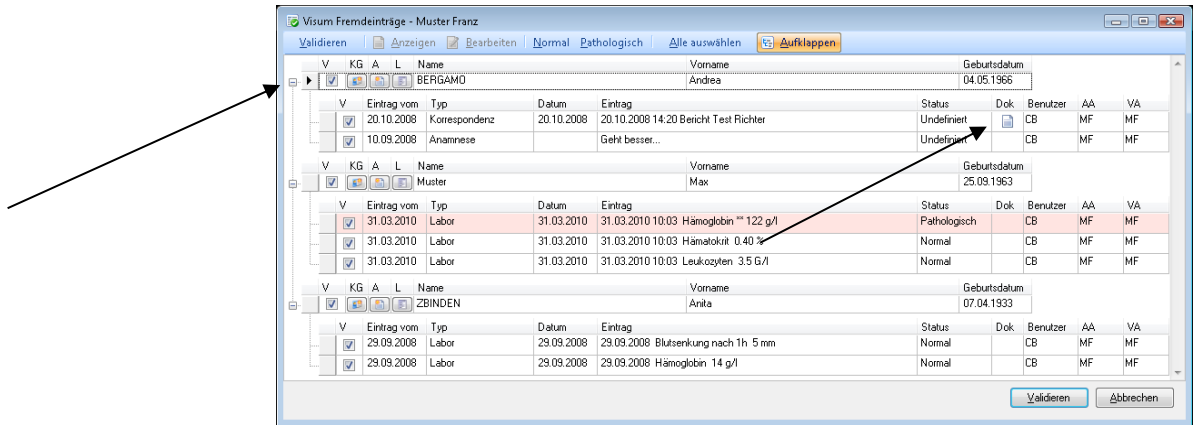 Visum Fremdeinträge - Muster Franz
Validieren Anzeigen Bearbeiten Normal Pathologisch Alle auswählen Aufklappen
V KG A L Name Vorname Geburtsdatum
BERGAMO Andrea 04.05.1966
V Eintrag vom Typ Datum Eintrag Status Dok Benutzer AA VA
20.10.2008 Korrespondenz 20.10.2008 20.10.2008 14:20 Bericht Test Richter Undefiniert CB MF MF
10.09.2008 Anamnese Geht besser... Undefiniert CB MF MF
V KG A L Name Vorname Geburtsdatum
Muster Max 25.09.1963
V Eintrag vom Typ Datum Eintrag Status Dok Benutzer AA VA
31.03.2010 Labor 31.03.2010 31.03.2010 10:03 Hämoglobin ** 122 g/l Pathologisch CB MF MF
31.03.2010 Labor 31.03.2010 31.03.2010 10:03 Hämatokrit 0.40 % Normal CB MF MF
31.03.2010 Labor 31.03.2010 31.03.2010 10:03 Leukozyten 3.5 G/l Normal CB MF MF
V KG A L Name Vorname Geburtsdatum
ZBINDEN Anita 07.04.1933
V Eintrag vom Typ Datum Eintrag Status Dok Benutzer AA VA
29.09.2008 Labor 29.09.2008 29.09.2008 Blutsenkung nach 1h 5 mm Normal CB MF MF
29.09.2008 Labor 29.09.2008 29.09.2008 Hämoglobin 14 g/l Normal CB MF MF
Validieren Abbrechen